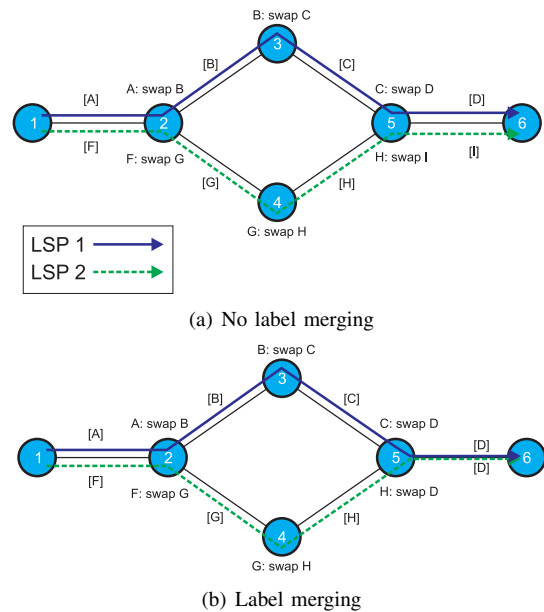 B: swap C
3
[B]
[C]
[A]
A: swap B
C: swap D
[D]
1
2
5
6
[F]
F: swap G
H: swap I
[I]
[G]
[H]
4
G: swap H
LSP 1
LSP 2
(a) No label merging
B: swap C
3
[B]
[C]
[A]
A: swap B
C: swap D
[D]
1
2
5
6
[D]
[F]
F: swap G
H: swap D
[G]
[H]
4
G: swap H
(b) Label merging